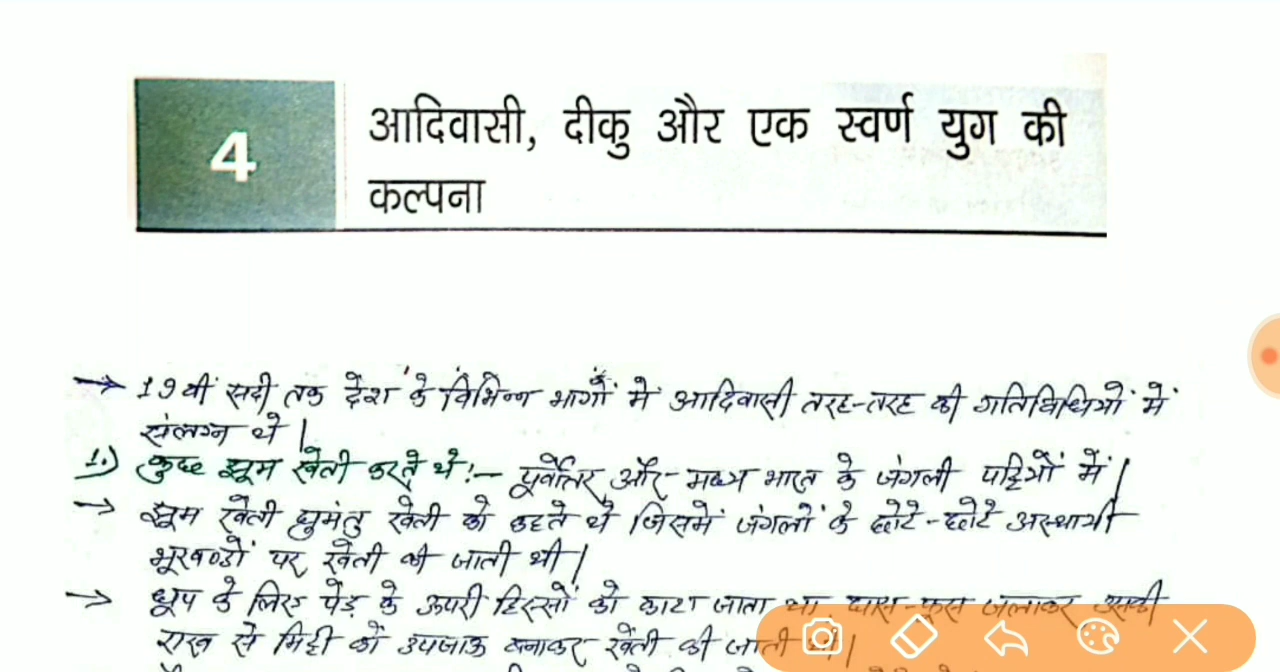 4
आदिवासी, दीकु और एक स्वर्ण युग की
कल्पना
→ 19वीं सदी तक देश के विभिन्न भागों में आदिवासी तरह-तरह की गतिविधियों में
संलग्न थे |
1.) कुछ झूम खेती करते थे:- पूर्वोत्तर और मध्य भारत के जंगली पट्टियों में |
→ झूम खेती घुमंतु खेती को कहते थे जिसमें जंगलों के छोटे-छोटे अस्थायी
भूखण्डों पर खेती की जाती थी |
→ धूप के लिए पेड़ के ऊपरी हिस्सों को काटा जाता था, घास-फूस जलाकर उसकी
राख से मिट्टी को उपजाऊ बनाकर खेती की जाती थी |